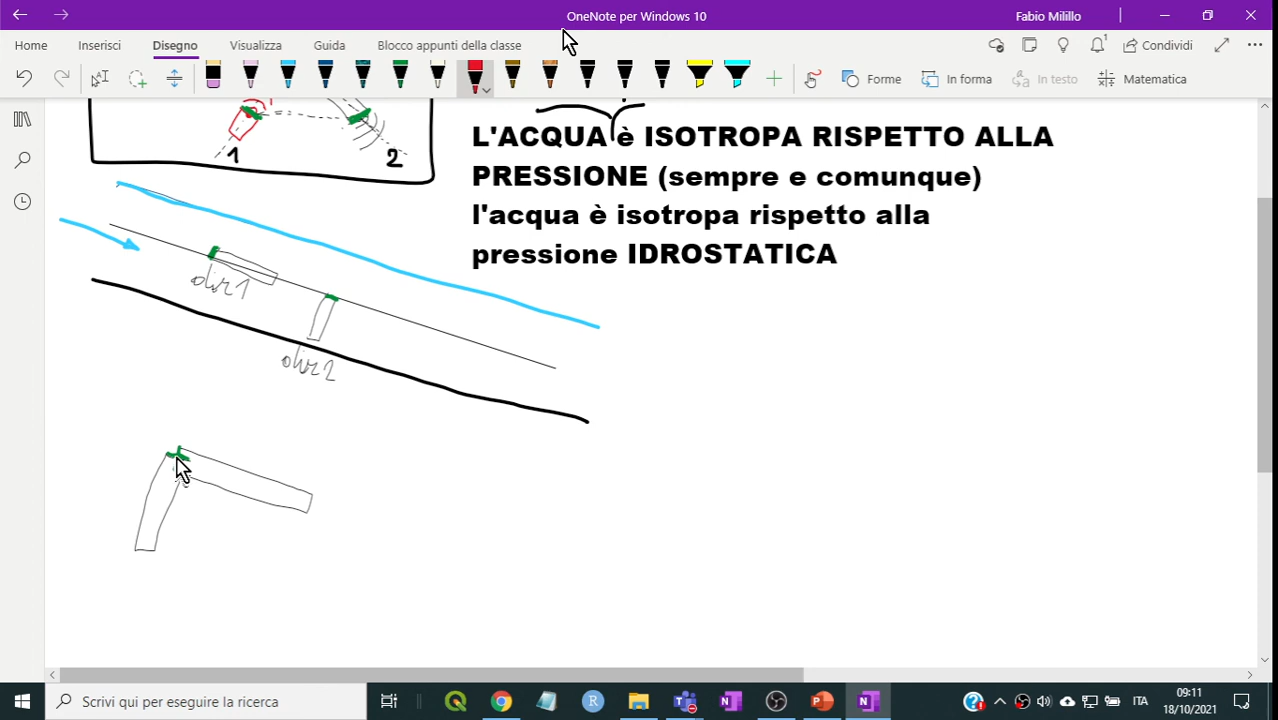 OneNote per Windows 10
Fabio Milillo
Home
Inserisci
Disegno
Visualizza
Guida
Blocco appunti della classe
Condividi
Forme
In forma
In testo
Matematica
1
2
L'ACQUA è ISOTROPA RISPETTO ALLA
PRESSIONE (sempre e comunque)
l'acqua è isotropa rispetto alla
pressione IDROSTATICA
dir 1
dir 2
Scrivi qui per eseguire la ricerca
ITA
09:11
18/10/2021